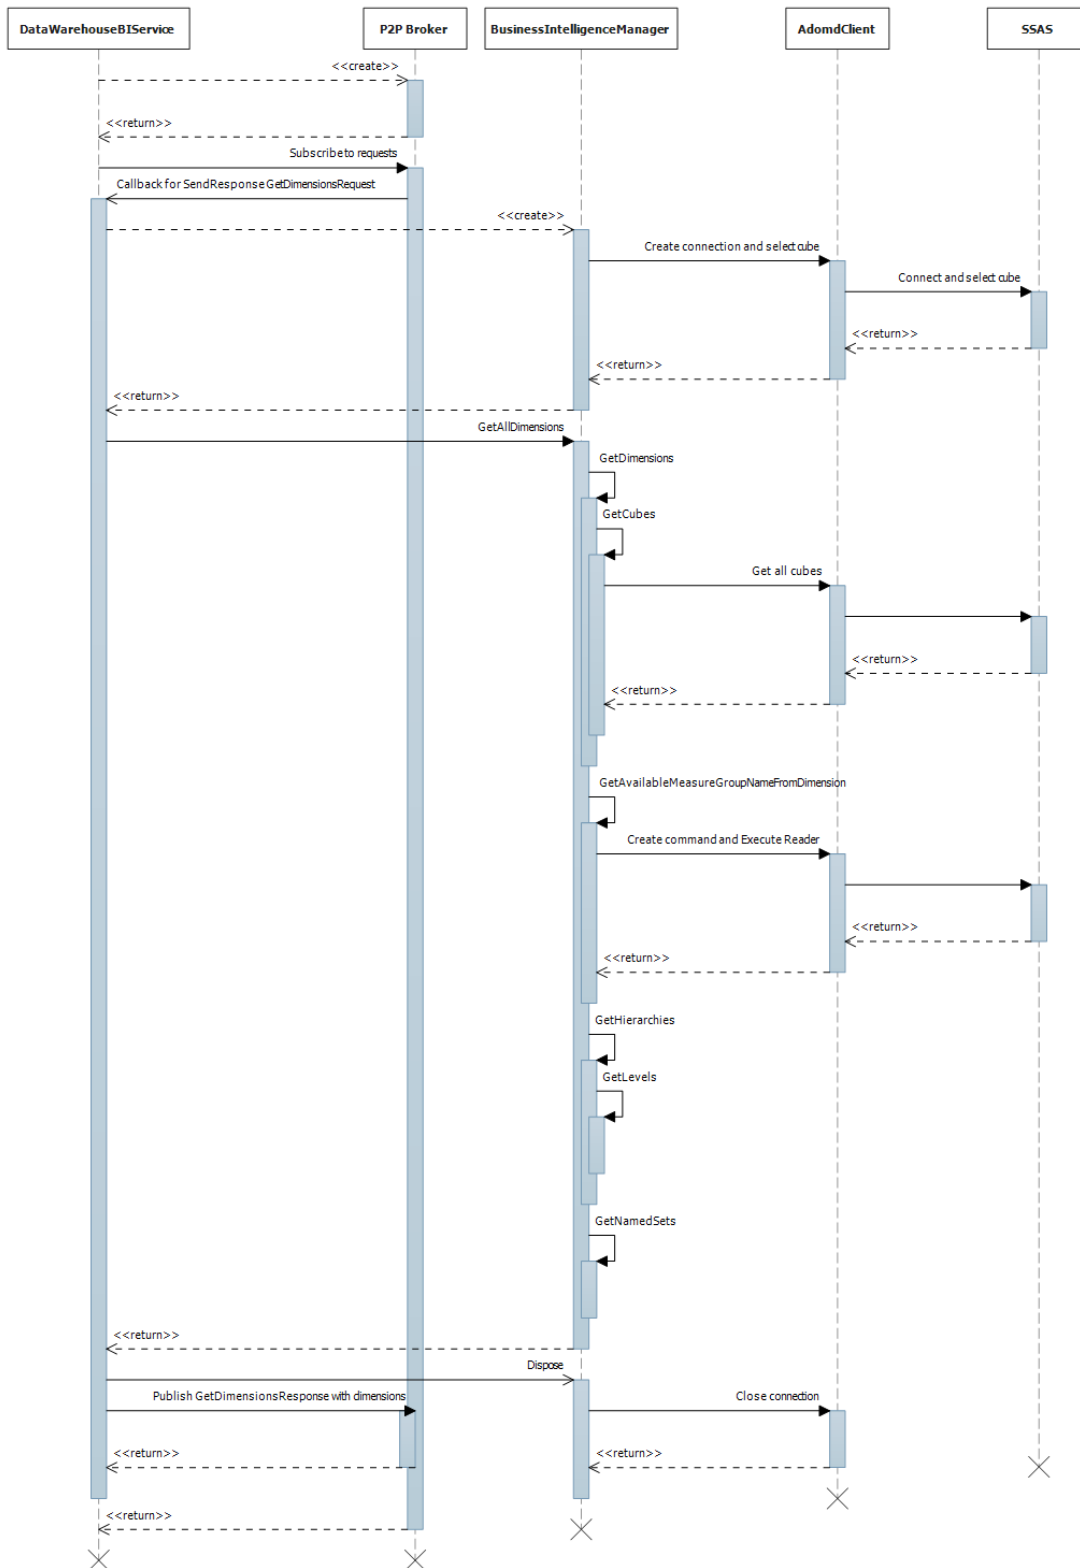 DataWarehouseBIService
P2P Broker
BusinessIntelligenceManager
AdomdClient
SSAS
<<create>>
<<return>>
Subscribe to requests
Callback for SendResponse GetDimensionsRequest
<<create>>
Create connection and select cube
Connect and select cube
<<return>>
<<return>>
<<return>>
GetAllDimensions
GetDimensions
GetCubes
Get all cubes
<<return>>
<<return>>
GetAvailableMeasureGroupNameFromDimension
Create command and Execute Reader
<<return>>
<<return>>
GetHierarchies
GetLevels
GetNamedSets
<<return>>
Dispose
Publish GetDimensionsResponse with dimensions
Close connection
<<return>>
<<return>>
<<return>>